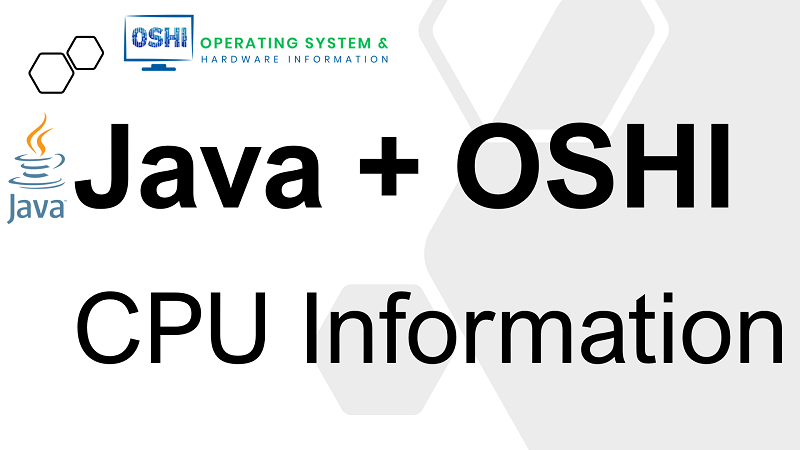 OSHI OPERATING SYSTEM &
HARDWARE INFORMATION
Java
Java + OSHI
CPU Information